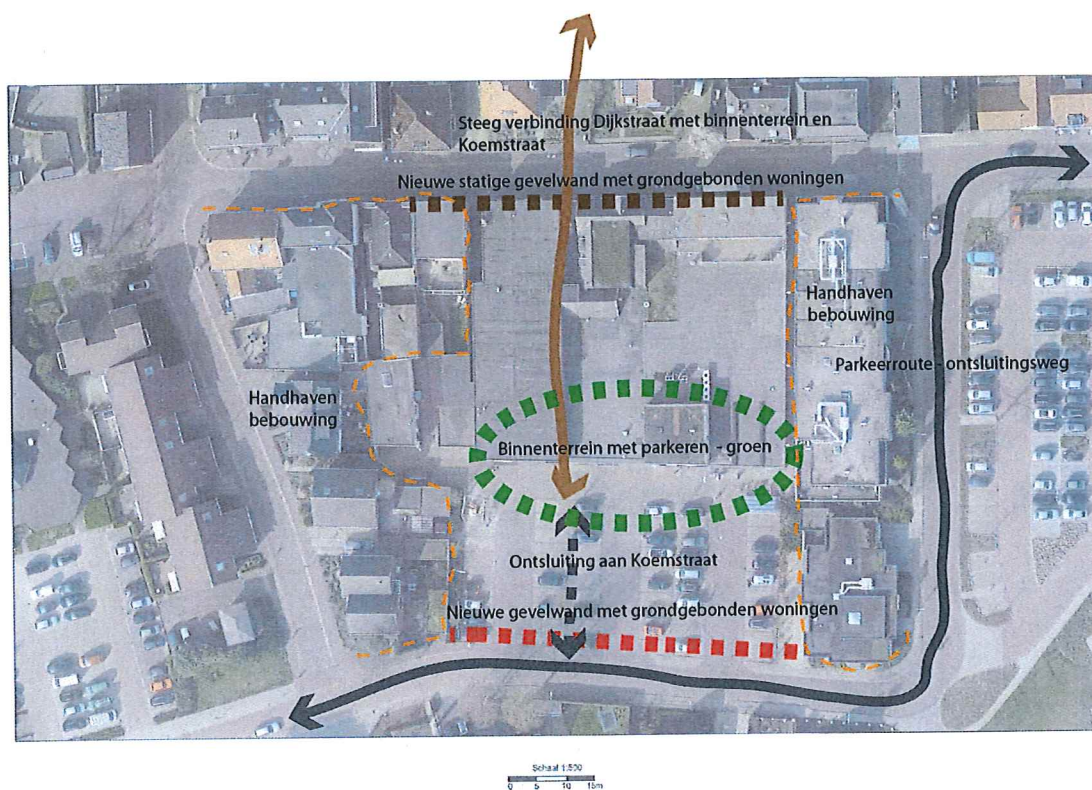 Steeg verbinding Dijkstraat met binnenterrein en
Koemstraat
Nieuwe statige gevelwand met grondgebonden woningen
Handhaven
bebouwing
Parkeerroute - ontsluitingsweg
Handhaven
bebouwing
Binnenterrein met parkeren - groen
Ontsluiting aan Koemstraat
Nieuwe gevelwand met grondgebonden woningen
Schaal 1:500
0 5 10 15m